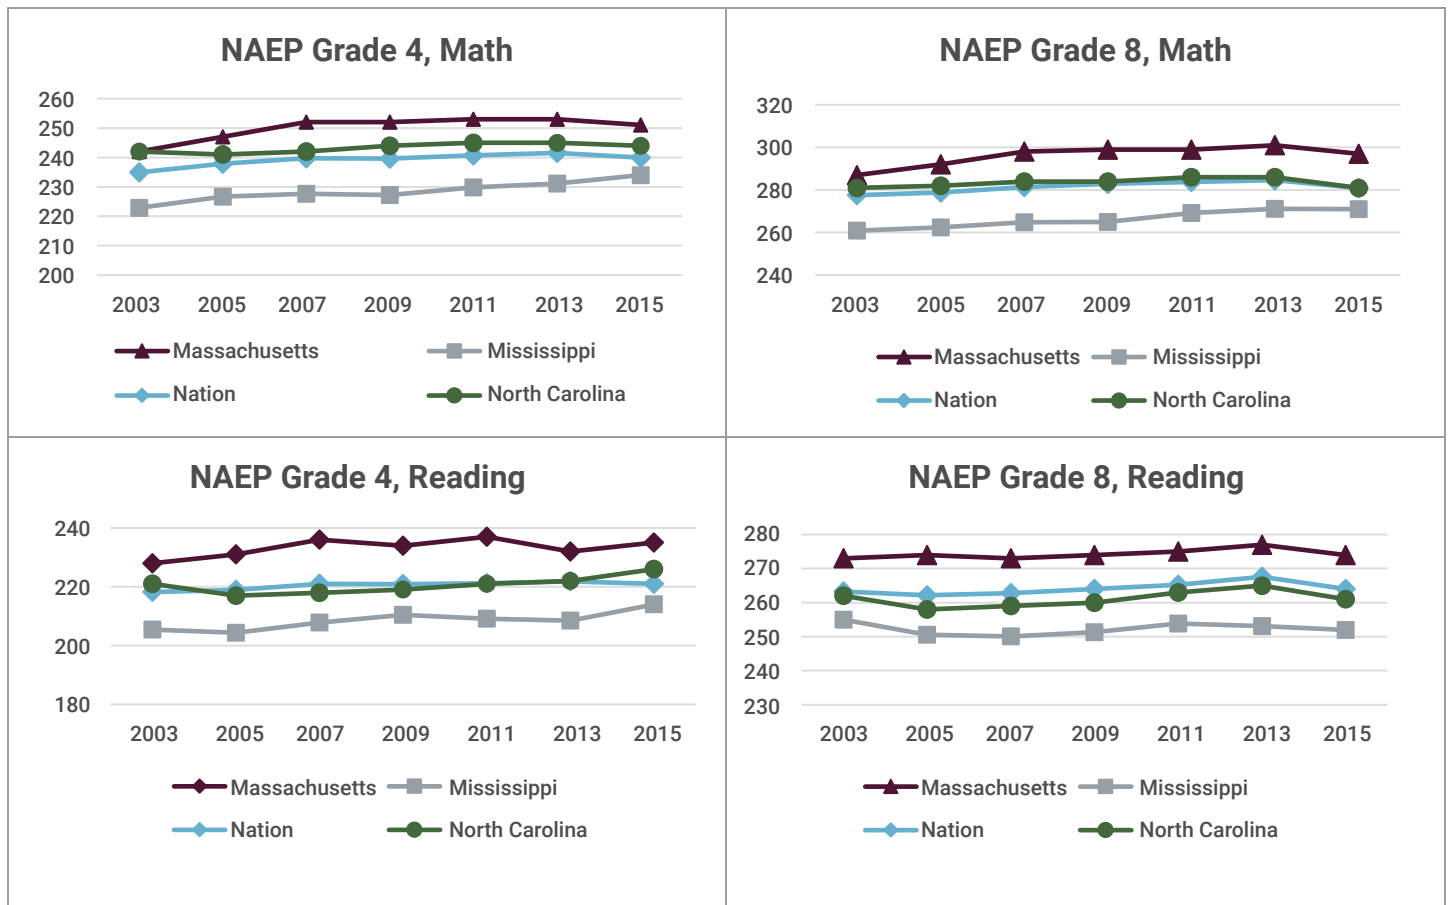 NAEP Grade 4, Math
260
250
240
230
220
210
200
2003 2005 2007 2009 2011 2013 2015
Massachusetts Mississippi
Nation North Carolina
NAEP Grade 8, Math
320
300
280
260
240
2003 2005 2007 2009 2011 2013 2015
Massachusetts Mississippi
Nation North Carolina
NAEP Grade 4, Reading
240
220
200
180
2003 2005 2007 2009 2011 2013 2015
Massachusetts Mississippi
Nation North Carolina
NAEP Grade 8, Reading
280
270
260
250
240
230
2003 2005 2007 2009 2011 2013 2015
Massachusetts Mississippi
Nation North Carolina